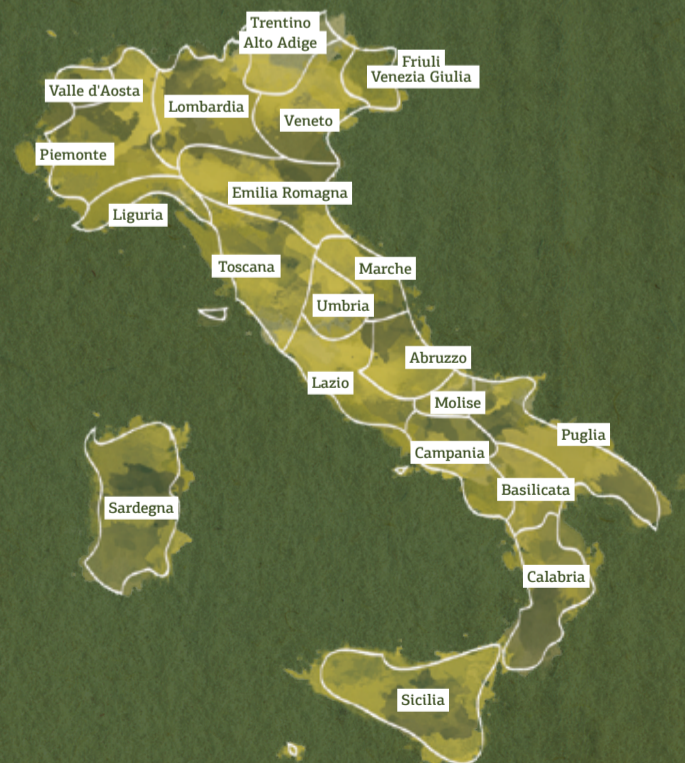 Trentino
Alto Adige
Friuli
Venezia Giulia
Valle d'Aosta
Lombardia
Veneto
Piemonte
Emilia Romagna
Liguria
Toscana
Marche
Umbria
Abruzzo
Lazio
Molise
Puglia
Campania
Basilicata
Sardegna
Calabria
Sicilia